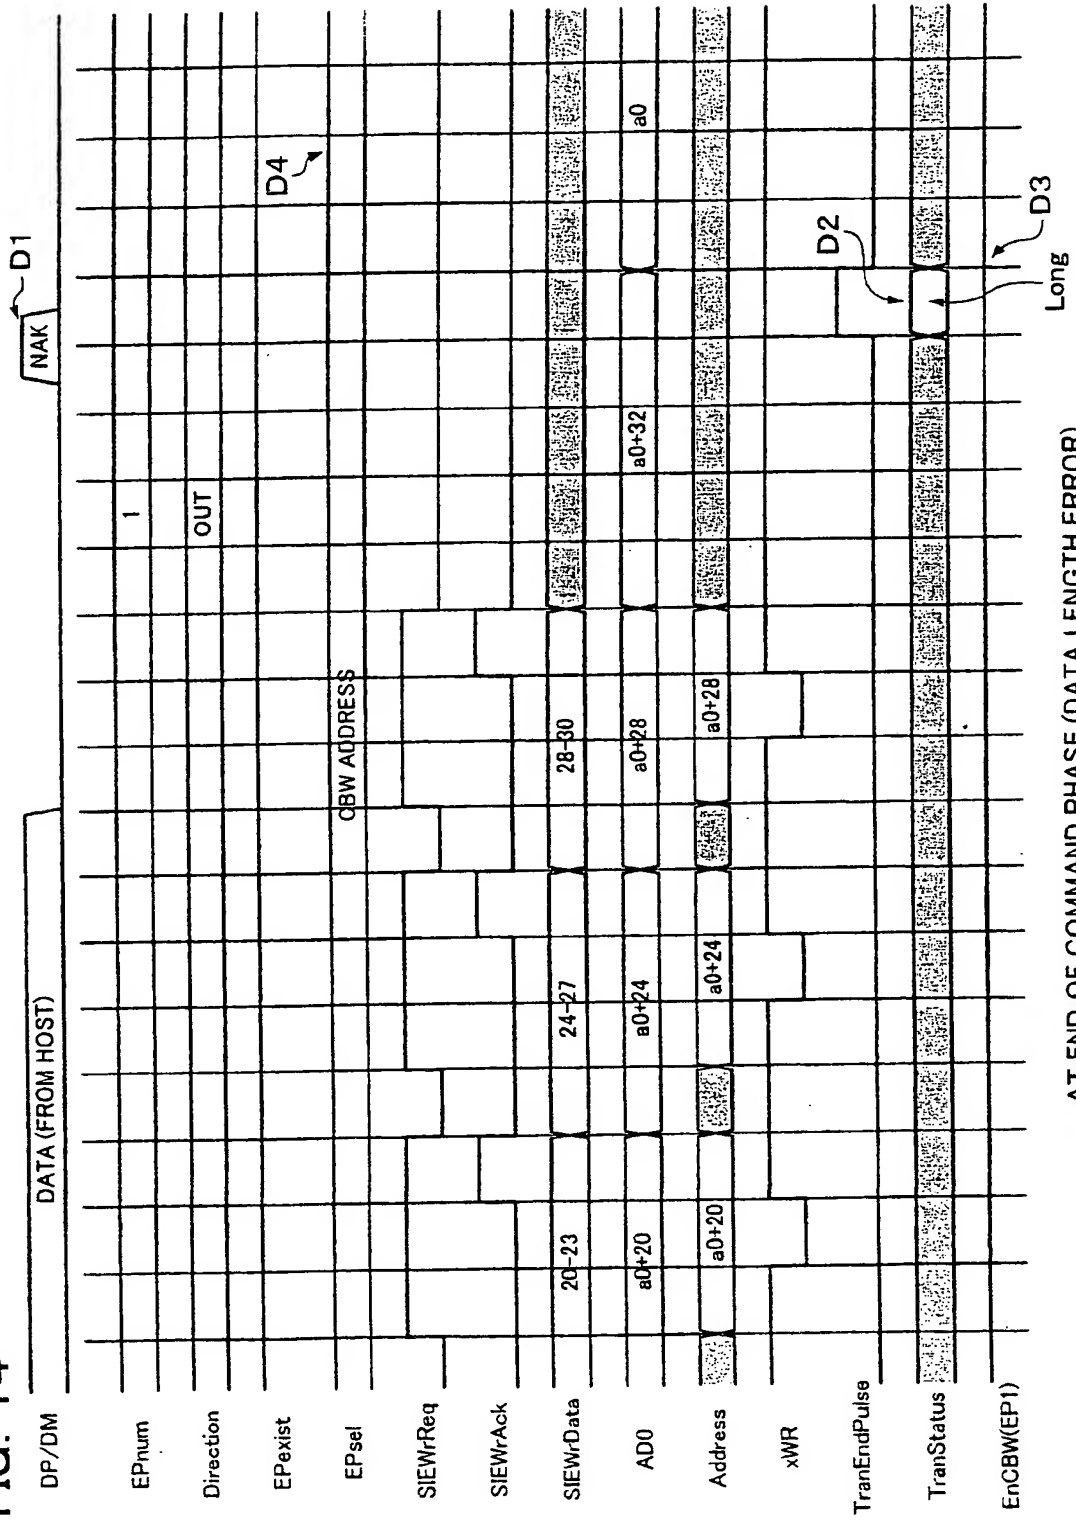 DP/DM DATA (FROM HOST) NAK D1
EPnum 1
Direction OUT
EPexist D4
EPsel CBW ADDRESS
SIEWrReq
SIEWrAck
SIEWrData 20-23 24-27 28-30
AD0 a0+20 a0+24 a0+28 a0+32 a0
Address a0+20 a0+24 a0+28
xWR
TranEndPulse D2
TranStatus
EnCBW(EP1) D3
Long
AT END OF COMMAND PHASE (DATA LENGTH ERROR)